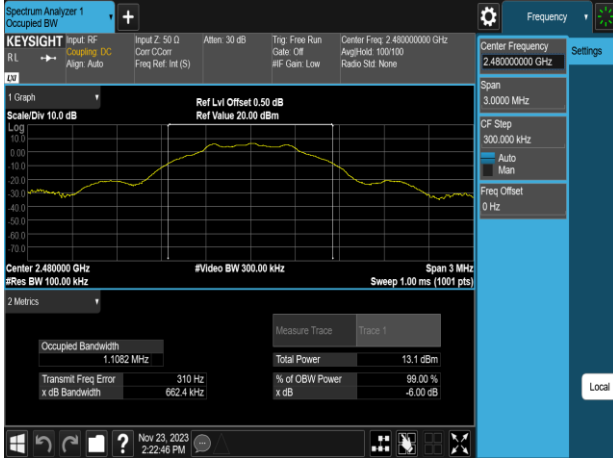 Spectrum Analyzer 1
Occupied BW
+
Frequency
KEYSIGHT
RL
LXI
Input: RF
Coupling: DC
Align: Auto
Input Z: 50 Ω
Corr CCorr
Freq Ref: Int (S)
Atten: 30 dB
Trig: Free Run
Gate: Off
#IF Gain: Low
Center Freq: 2.480000000 GHz
Avg|Hold: 100/100
Radio Std: None
Center Frequency
2.480000000 GHz
Settings
Span
3.0000 MHz
CF Step
300.000 kHz
Auto
Man
Freq Offset
0 Hz
Local
1 Graph
Scale/Div 10.0 dB
Ref Lvl Offset 0.50 dB
Ref Value 20.00 dBm
Log
10.0
0.00
-10.0
-20.0
-30.0
-40.0
-50.0
-60.0
-70.0
Center 2.480000 GHz
#Video BW 300.00 kHz
Span 3 MHz
#Res BW 100.00 kHz
Sweep 1.00 ms (1001 pts)
2 Metrics
Measure Trace
Trace 1
Occupied Bandwidth
1.1082 MHz
Total Power
13.1 dBm
Transmit Freq Error
310 Hz
% of OBW Power
99.00 %
x dB Bandwidth
662.4 kHz
x dB
-6.00 dB
?
Nov 23, 2023
2:22:46 PM